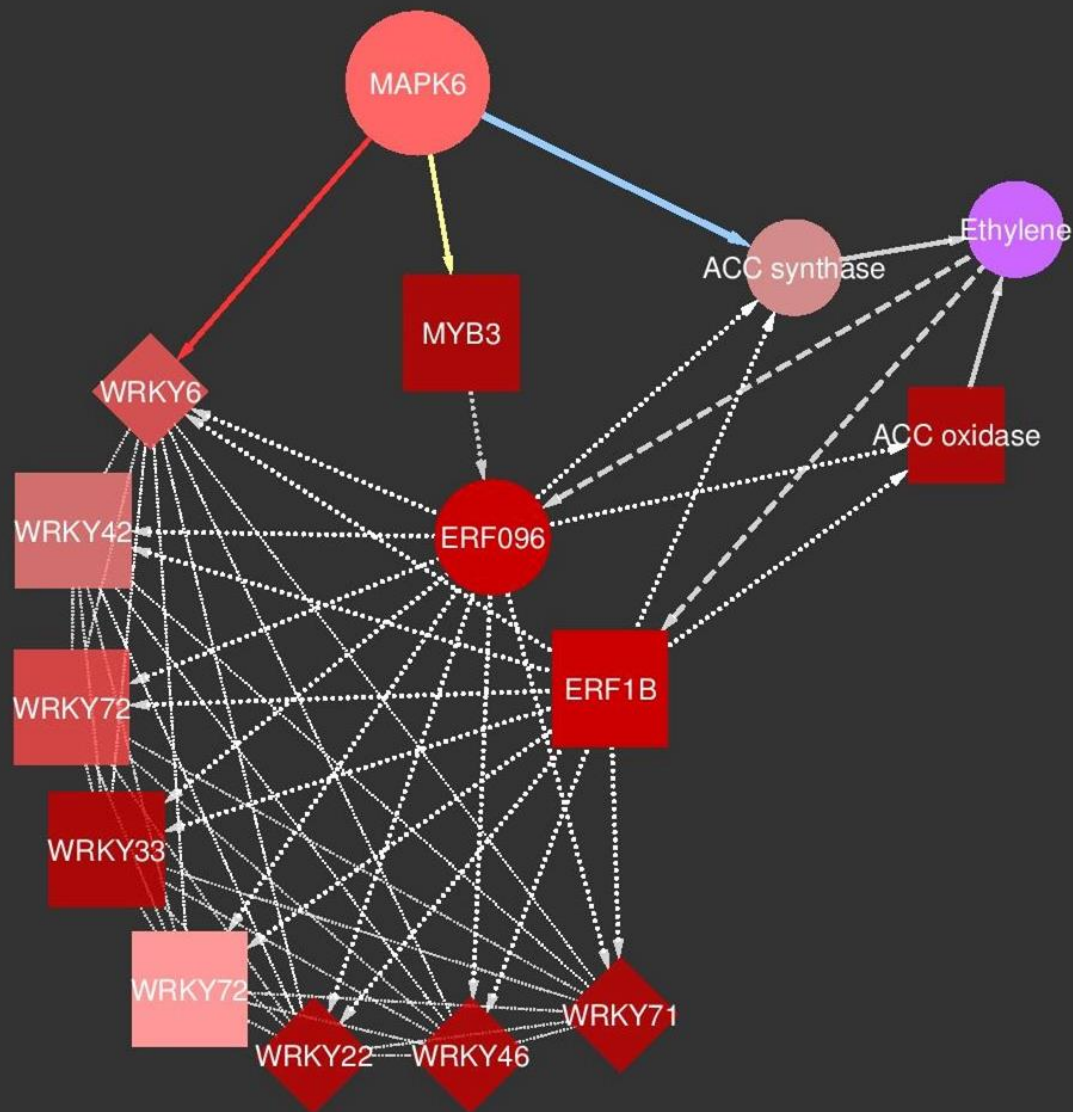 MAPK6
Ethylene
ACC synthase
MYB3
WRKY6
ACC oxidase
WRKY42
ERF096
ERF1B
WRKY72
WRKY33
WRKY72
WRKY71
WRKY22
WRKY46